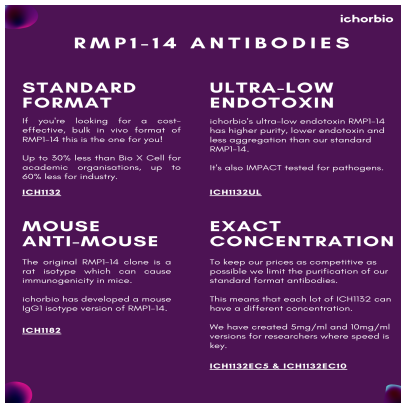 ichorbio
RMP1-14 ANTIBODIES
STANDARD
FORMAT
If you're looking for a cost-
effective, bulk in vivo format of
RMP1-14 this is the one for you!
Up to 30% less than Bio X Cell for
academic organisations, up to
60% less for industry.
ICH1132
ULTRA-LOW
ENDOTOXIN
ichorbio's ultra-low endotoxin RMP1-14
has higher purity, lower endotoxin and
less aggregation than our standard
RMP1-14.
It's also IMPACT tested for pathogens.
ICH1132UL
MOUSE
ANTI-MOUSE
The original RMP1-14 clone is a
rat isotype which can cause
immunogenicity in mice.
ichorbio has developed a mouse
IgG1 isotype version of RMP1-14.
ICH1182
EXACT
CONCENTRATION
To keep our prices as competitive as
possible we limit the purification of our
standard format antibodies.
This means that each lot of ICH1132 can
have a different concentration.
We have created 5mg/ml and 10mg/ml
versions for researchers where speed is
key.
ICH1132EC5 & ICH1132EC10